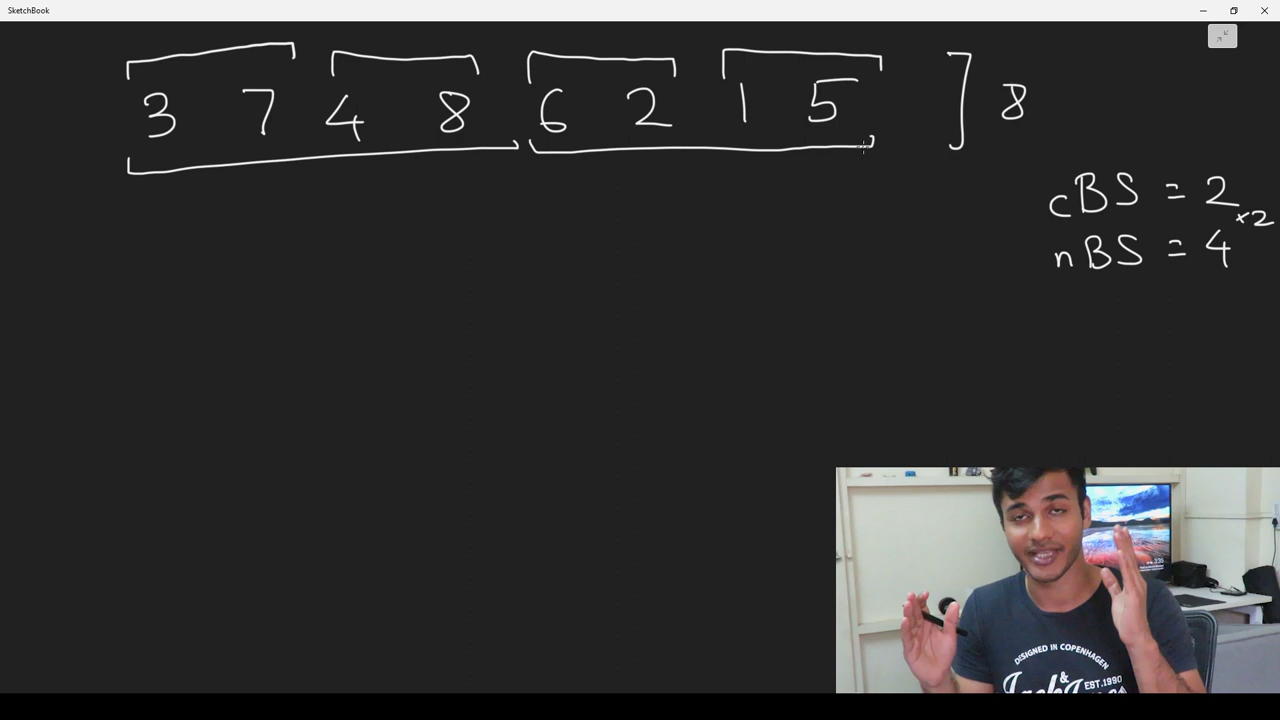 SketchBook
3 7 4 8 6 2 1 5 ] 8
cBS = 2
×2
nBS = 4
DESIGNED IN COPENHAGEN
&
EST.1990